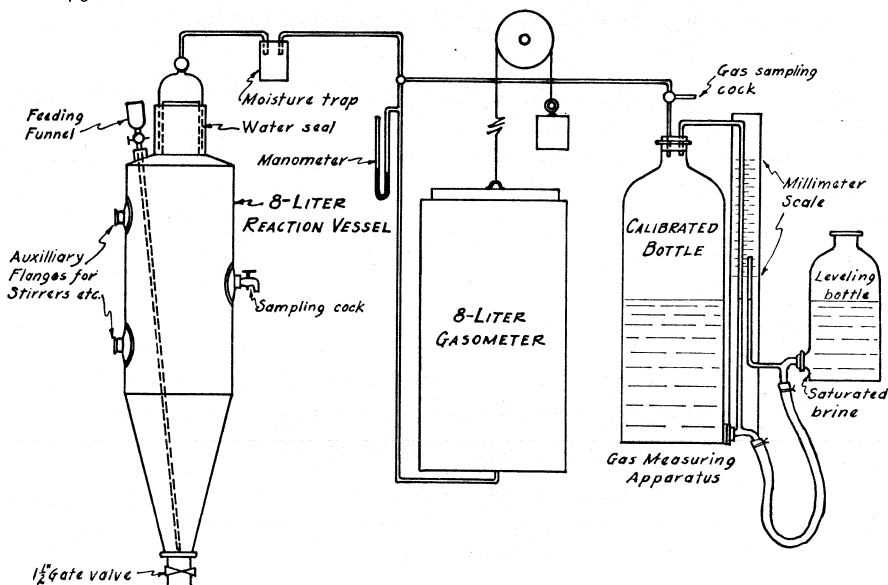 Feeding
Funnel
Moisture trap
Water seal
Manometer
8-LITER
REACTION VESSEL
Auxilliary
Flanges for
Stirrers etc.
Sampling cock
1½" Gate valve
8-LITER
GASOMETER
Gas sampling
cock
Millimeter
Scale
CALIBRATED
BOTTLE
Leveling
bottle
Saturated
brine
Gas Measuring
Apparatus